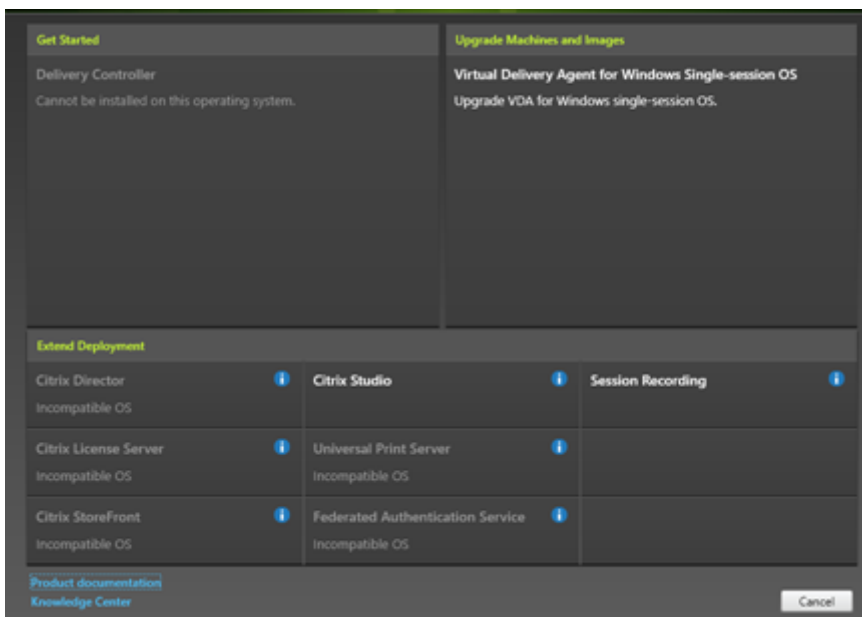 Get Started
Delivery Controller
Cannot be installed on this operating system.
Upgrade Machines and Images
Virtual Delivery Agent for Windows Single-session OS
Upgrade VDA for Windows single-session OS.
Extend Deployment
Citrix Director
Incompatible OS
Citrix Studio
Session Recording
Citrix License Server
Incompatible OS
Universal Print Server
Incompatible OS
Citrix StoreFront
Incompatible OS
Federated Authentication Service
Incompatible OS
Product documentation
Knowledge Center
Cancel